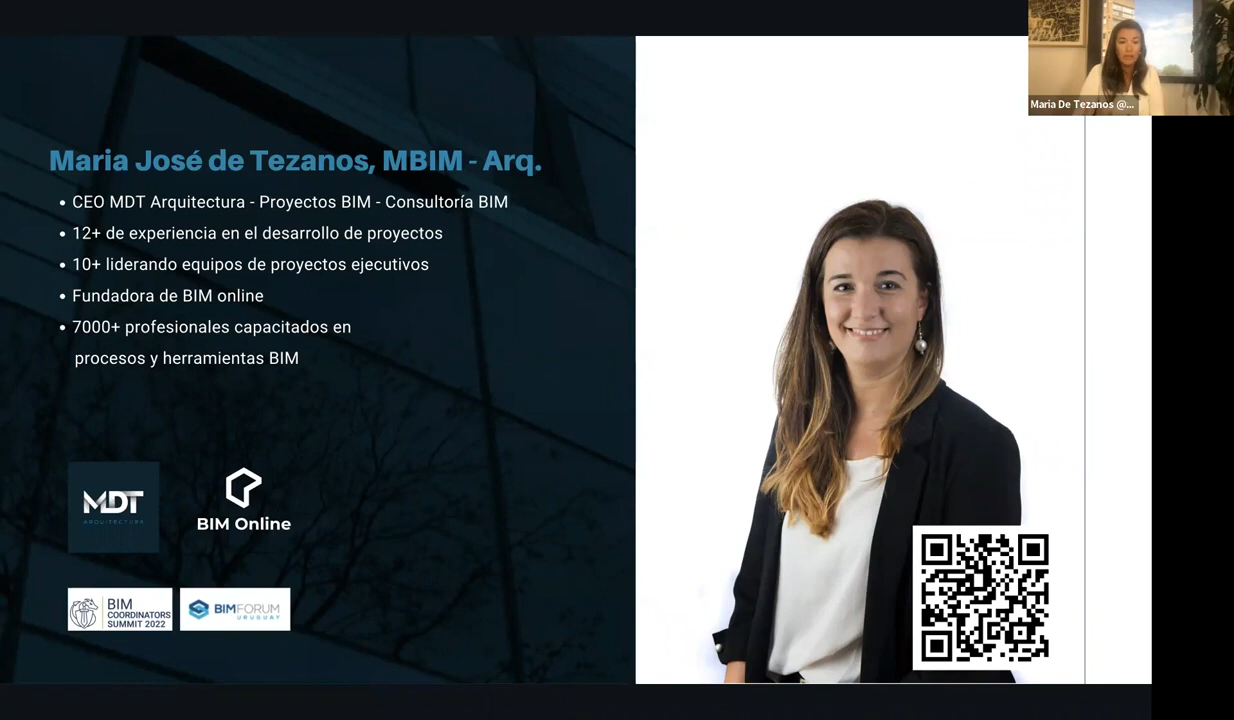 Maria De Tezanos @...
Maria José de Tezanos, MBIM - Arq.
• CEO MDT Arquitectura - Proyectos BIM - Consultoría BIM
• 12+ de experiencia en el desarrollo de proyectos
• 10+ liderando equipos de proyectos ejecutivos
• Fundadora de BIM online
• 7000+ profesionales capacitados en
procesos y herramientas BIM
MDT
ARQUITECTURA
BIM Online
BIM
COORDINATORS
SUMMIT 2022
BIMFORUM
URUGUAY